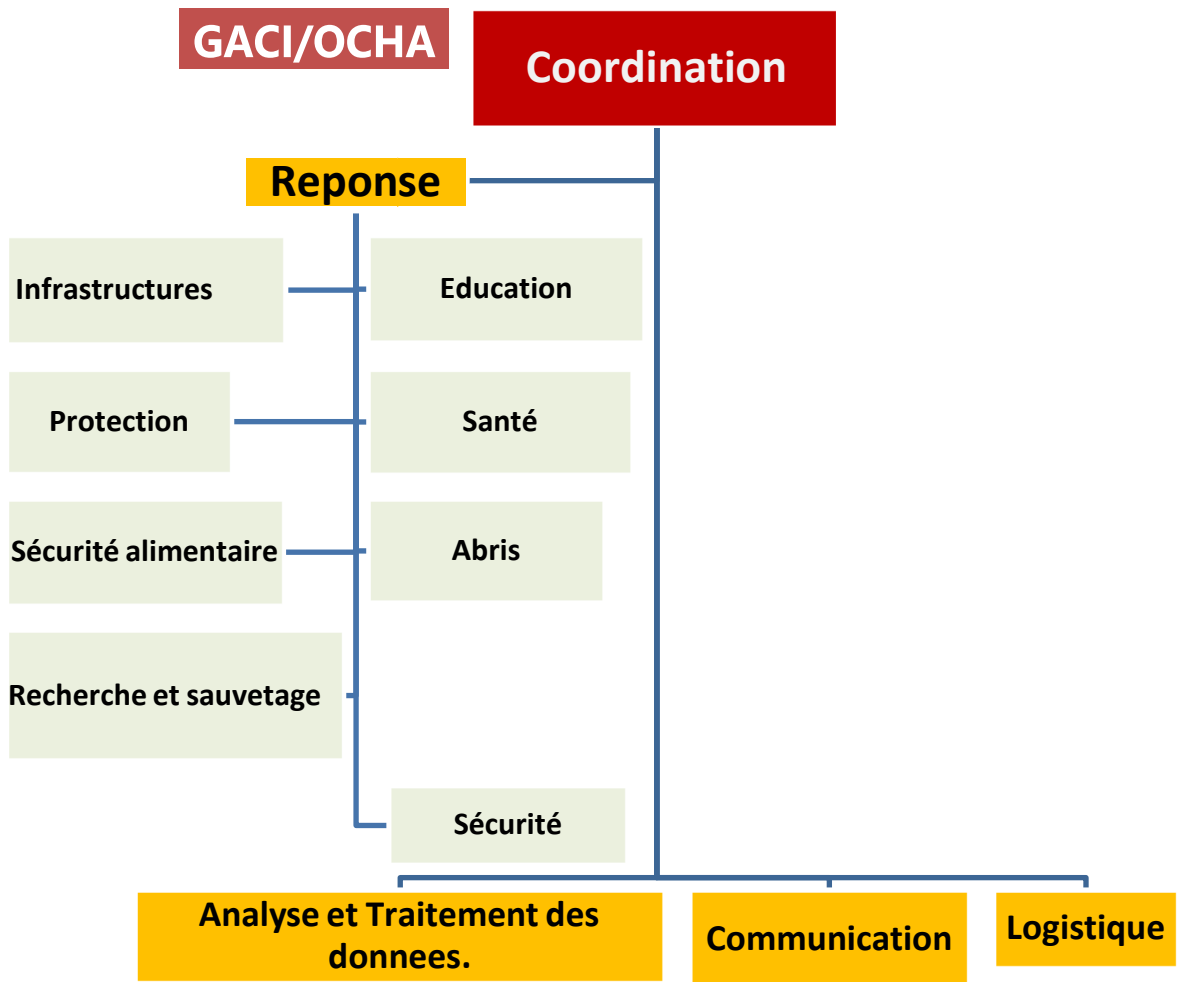 GACI/OCHA
Coordination
Reponse
Infrastructures
Education
Protection
Santé
Sécurité alimentaire
Abris
Recherche et sauvetage
Sécurité
Analyse et Traitement des
donnees.
Communication
Logistique